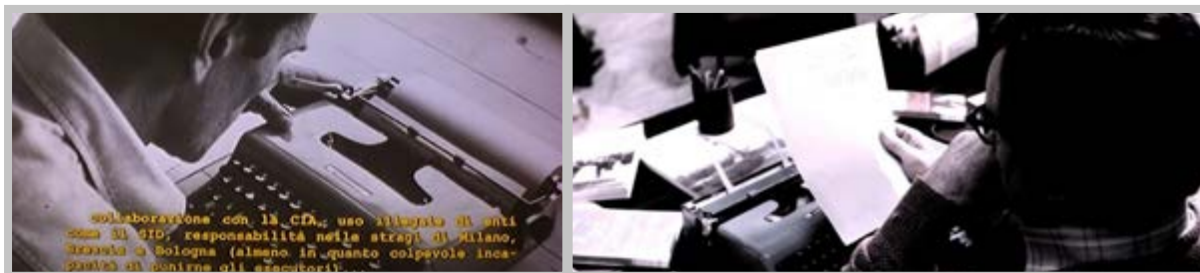 collaborazione con la CIA, uso illegale di enti
come il SID, responsabilità nelle stragi di Milano,
Brescia e Bologna (almeno in quanto colpevole inca-
pacità di punirne gli esecutori)...